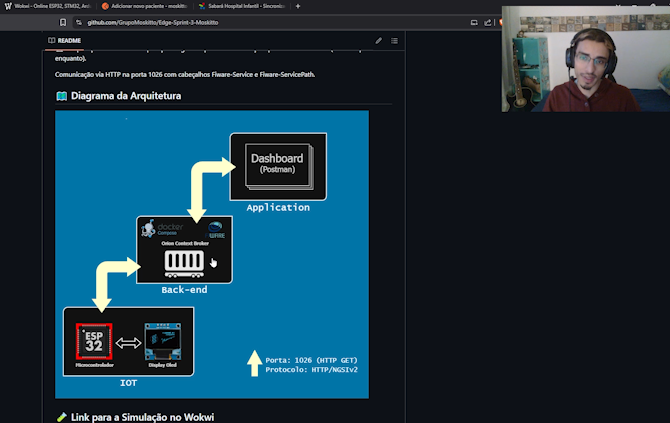 Wokwi - Online ESP32, STM32, Ard
Adicionar novo paciente - moskitt
Sabará Hospital Infantil - Sincroniz
github.com/GrupoMoskitto/Edge-Sprint-3-Moskitto
README
enquanto).
Comunicação via HTTP na porta 1026 com cabeçalhos Fiware-Service e Fiware-ServicePath.
Diagrama da Arquitetura
Dashboard
(Postman)
Application
docker
Compose
WARE
Orion Context Broker
Back-end
ESP
32
Microcontrolador
Display Oled
IOT
Porta: 1026 (HTTP GET)
Protocolo: HTTP/NGSIv2
Link para a Simulação no Wokwi